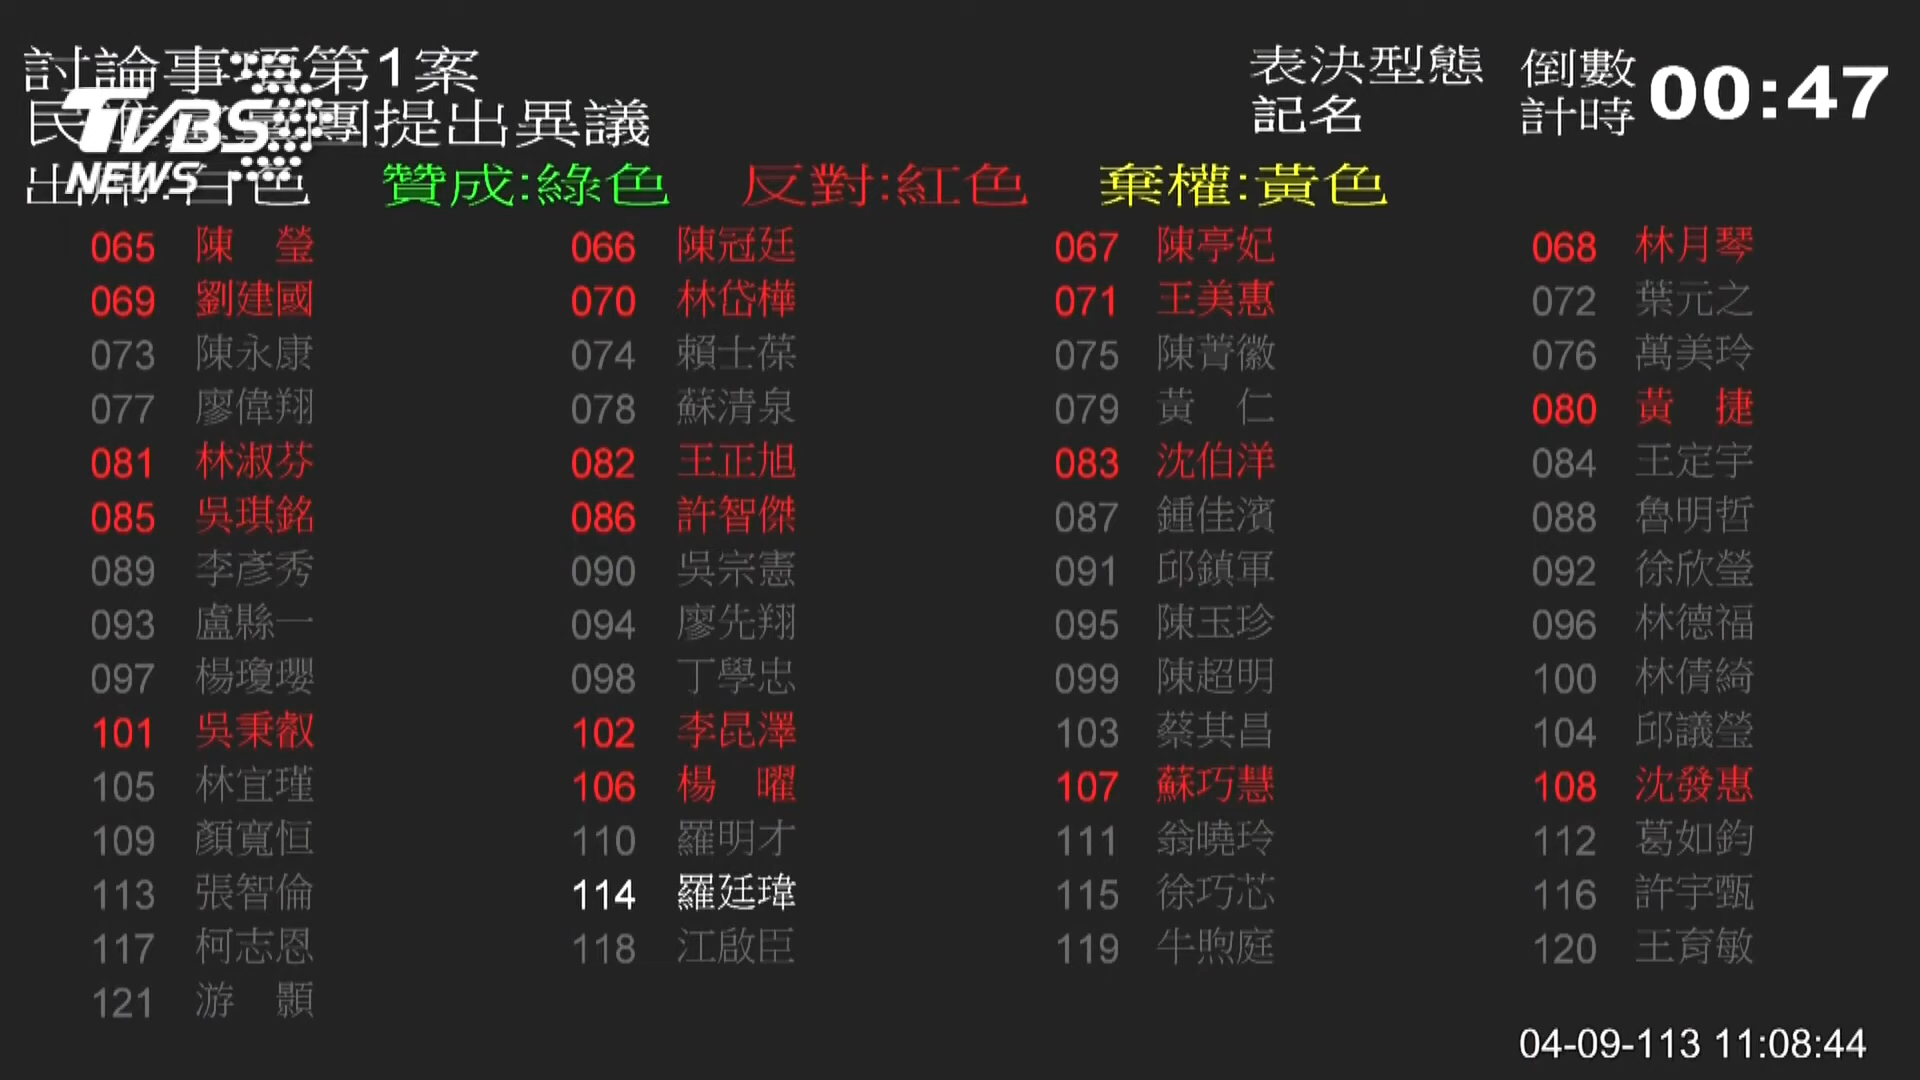 討論事項第1案
表決型態
倒數
計時
00:47
民 團提出異議
記名
TVBS
NEWS
贊成:綠色 反對:紅色 棄權:黃色
065 陳 瑩 066 陳冠廷 067 陳亭妃 068 林月琴
069 劉建國 070 林岱樺 071 王美惠 072 葉元之
073 陳永康 074 賴士葆 075 陳菁徽 076 萬美玲
077 廖偉翔 078 蘇清泉 079 黃 仁 080 黃 捷
081 林淑芬 082 王正旭 083 沈伯洋 084 王定宇
085 吳琪銘 086 許智傑 087 鍾佳濱 088 魯明哲
089 李彥秀 090 吳宗憲 091 邱鎮軍 092 徐欣瑩
093 盧縣一 094 廖先翔 095 陳玉珍 096 林德福
097 楊瓊瓔 098 丁學忠 099 陳超明 100 林倩綺
101 吳秉叡 102 李昆澤 103 蔡其昌 104 邱議瑩
105 林宜瑾 106 楊 曜 107 蘇巧慧 108 沈發惠
109 顏寬恒 110 羅明才 111 翁曉玲 112 葛如鈞
113 張智倫 114 羅廷瑋 115 徐巧芯 116 許宇甄
117 柯志恩 118 江啟臣 119 牛煦庭 120 王育敏
121 游 顥
04-09-113 11:08:44